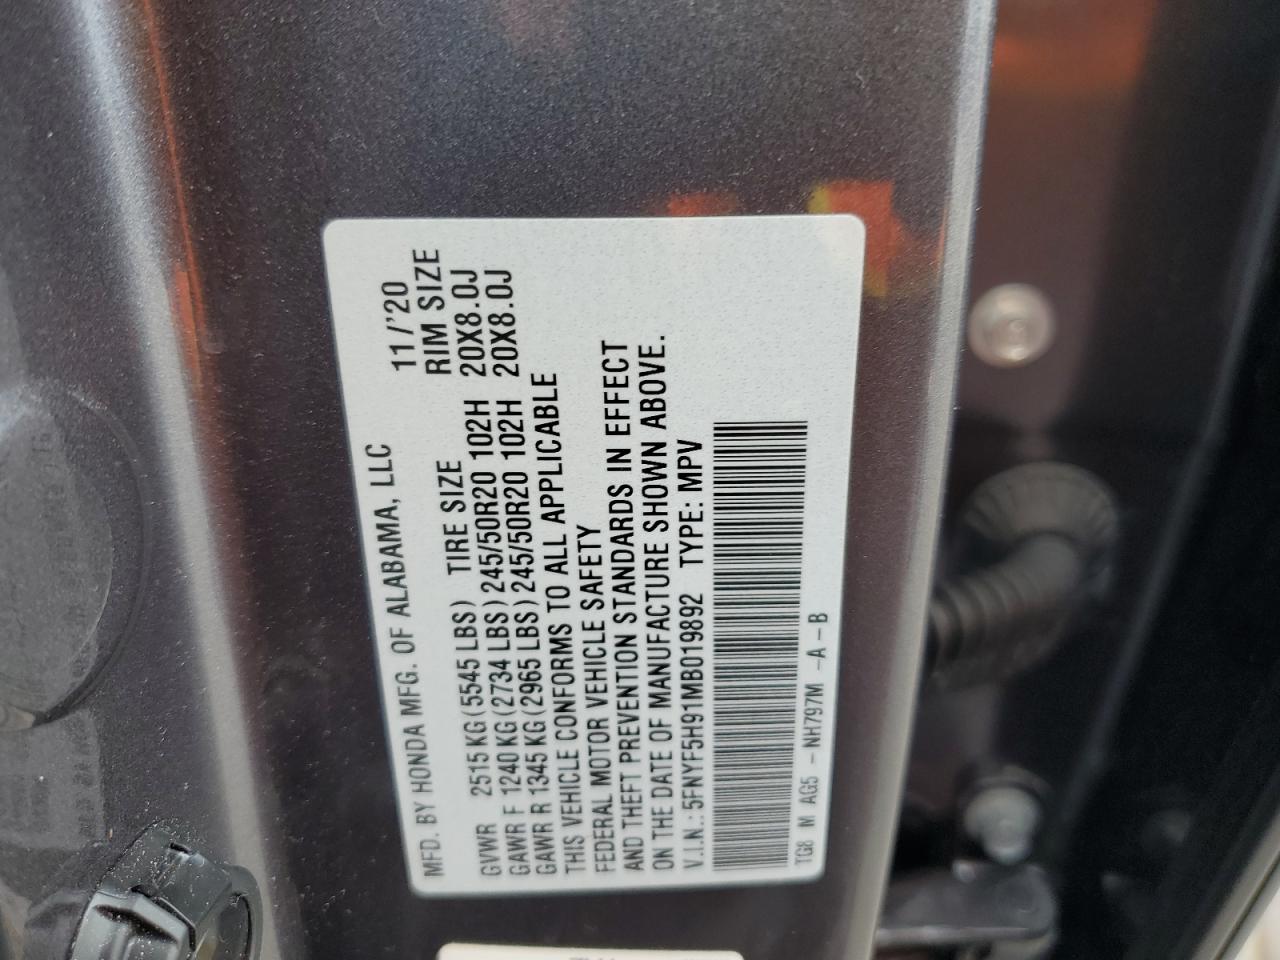 MFD. BY HONDA MFG. OF ALABAMA, LLC 11/'20
TIRE SIZE RIM SIZE
GVWR 2515 KG (5545 LBS)
GAWR F 1240 KG (2734 LBS) 245/50R20 102H 20X8.0J
GAWR R 1345 KG (2965 LBS) 245/50R20 102H 20X8.0J
THIS VEHICLE CONFORMS TO ALL APPLICABLE
FEDERAL MOTOR VEHICLE SAFETY
AND THEFT PREVENTION STANDARDS IN EFFECT
ON THE DATE OF MANUFACTURE SHOWN ABOVE.
V.I.N.: 5FNYF5H91MB019892 TYPE: MPV
TG8 M AG5 -NH797M -A-B